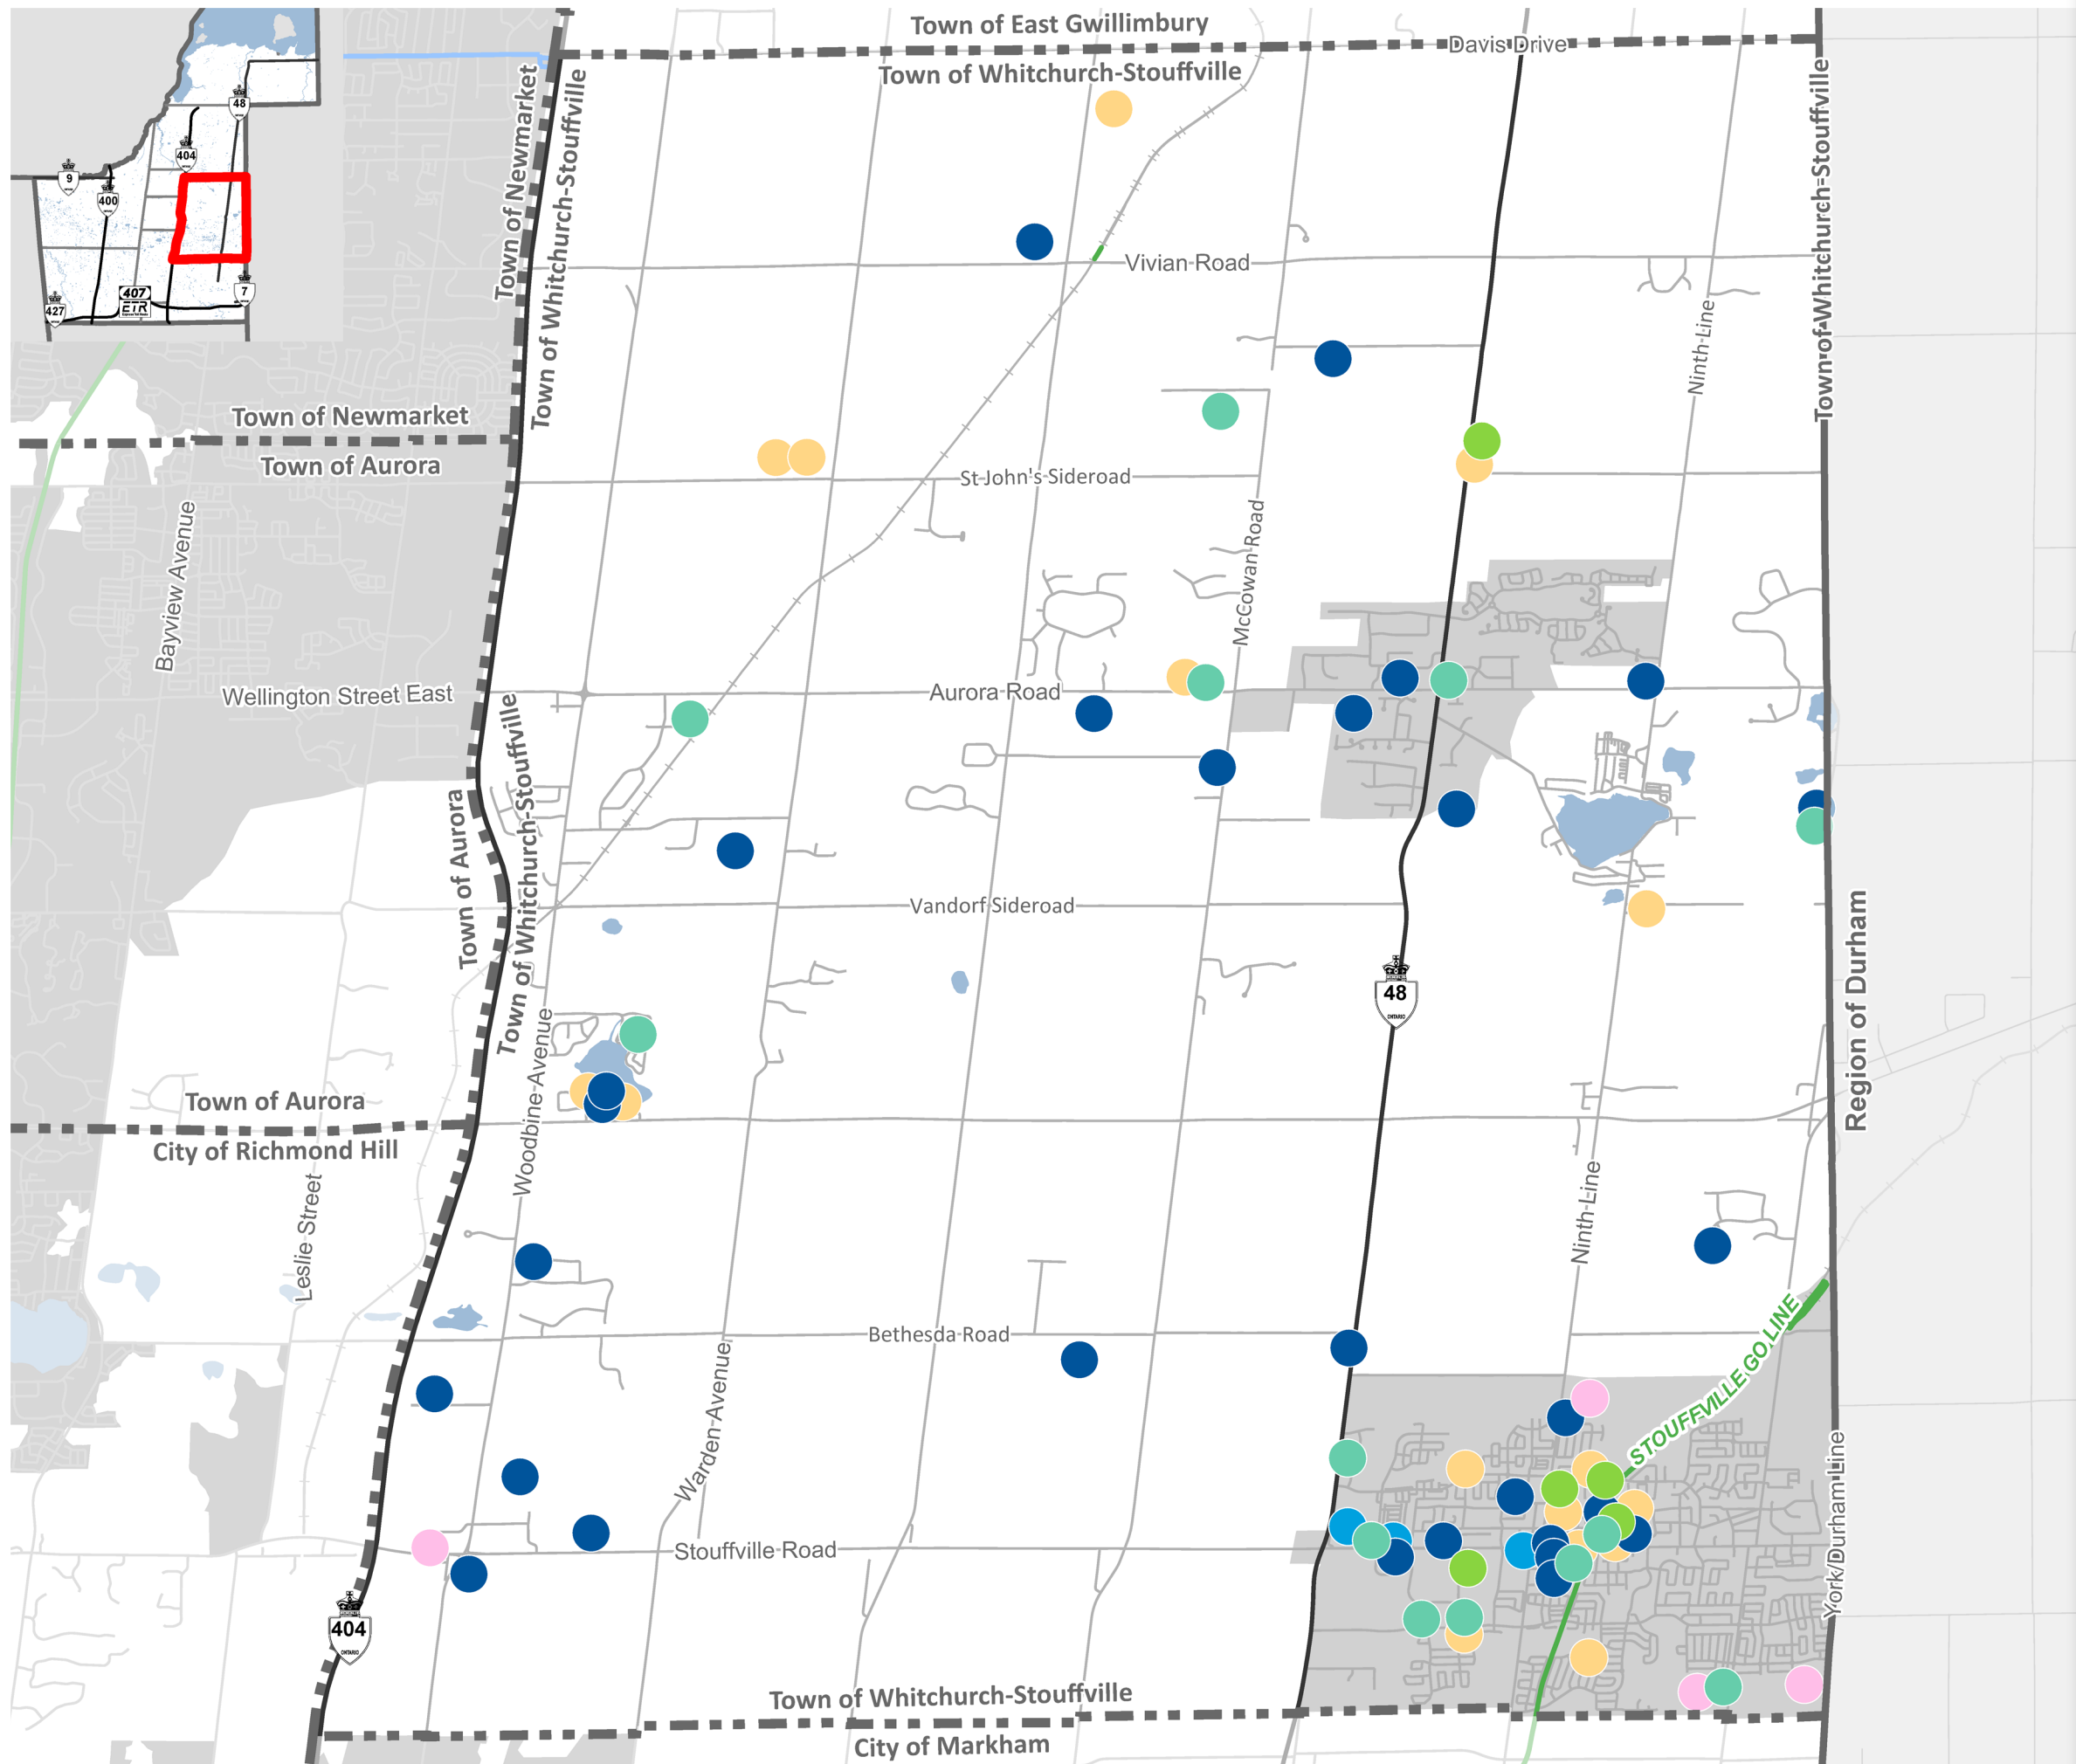 Town of East Gwillimbury
Davis Drive
Town of Whitchurch-Stouffville
48
404
9
400
407
ETR
7
427
Town of Newmarket
Town of Whitchurch-Stouffville
Town of Whitchurch-Stouffville
Vivian Road
Ninth Line
Town of Newmarket
Town of Aurora
St John's Sideroad
Bayview Avenue
McCowan Road
Wellington Street East
Aurora Road
Town of Aurora
Town of Whitchurch-Stouffville
Vandorf Sideroad
Region of Durham
48
ONTARIO
Woodbine Avenue
Town of Aurora
City of Richmond Hill
Leslie Street
Ninth Line
Bethesda Road
STOUFFVILLE GO LINE
Warden Avenue
York/Durham Line
Stouffville Road
404
ONTARIO
Town of Whitchurch-Stouffville
City of Markham